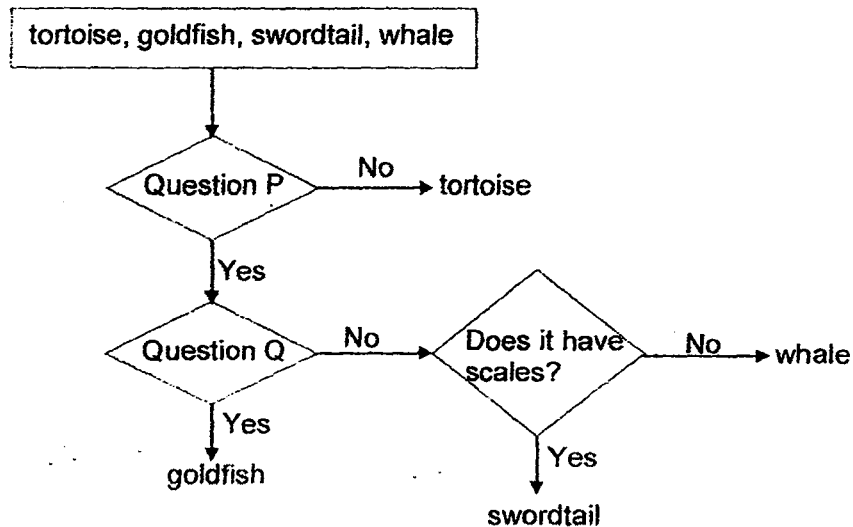 tortoise, goldfish, swordtail, whale
Question P
No
tortoise
Yes
Question Q
No
Does it have
scales?
No
whale
Yes
goldfish
Yes
swordtail